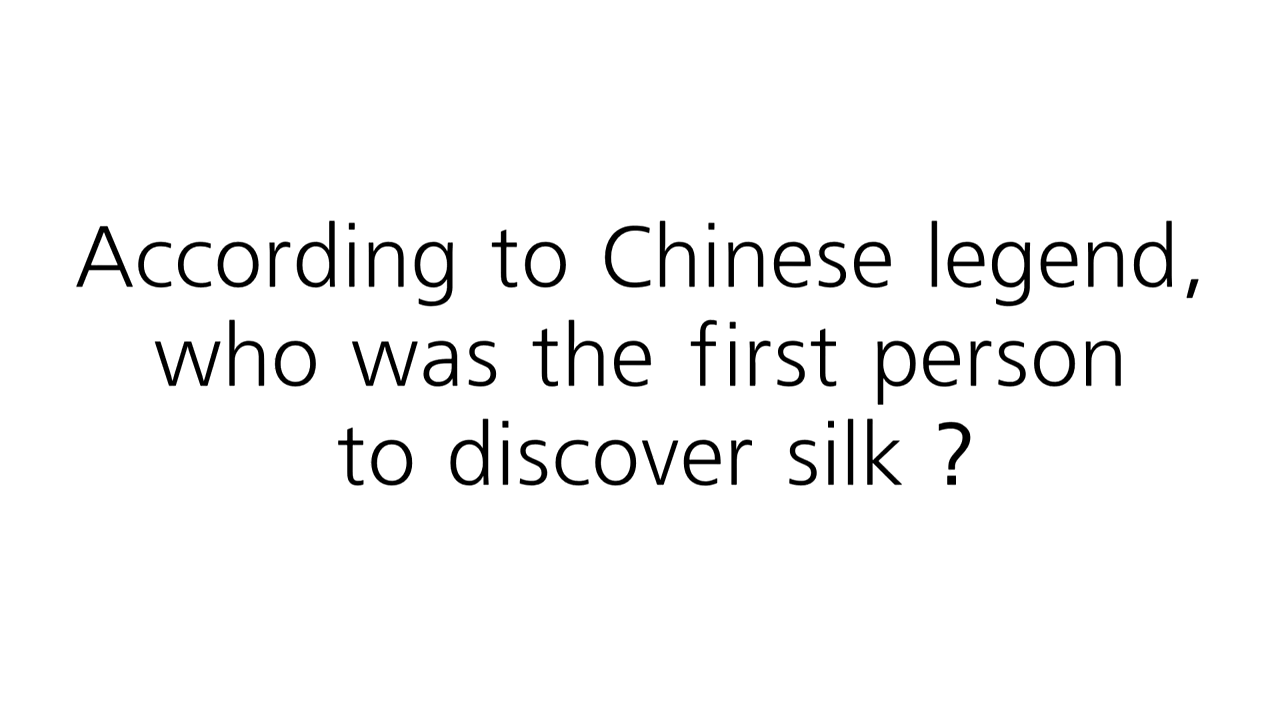 According to Chinese legend,
who was the first person
to discover silk ?